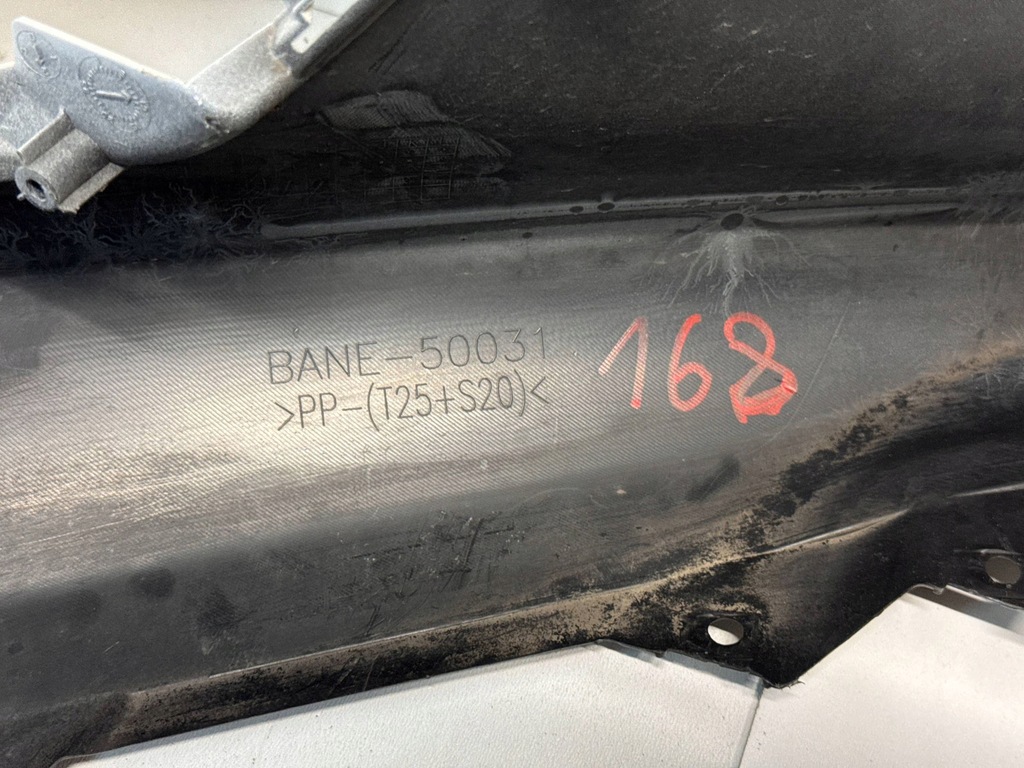 BANE-50031
>PP-(T25+S20)<
168